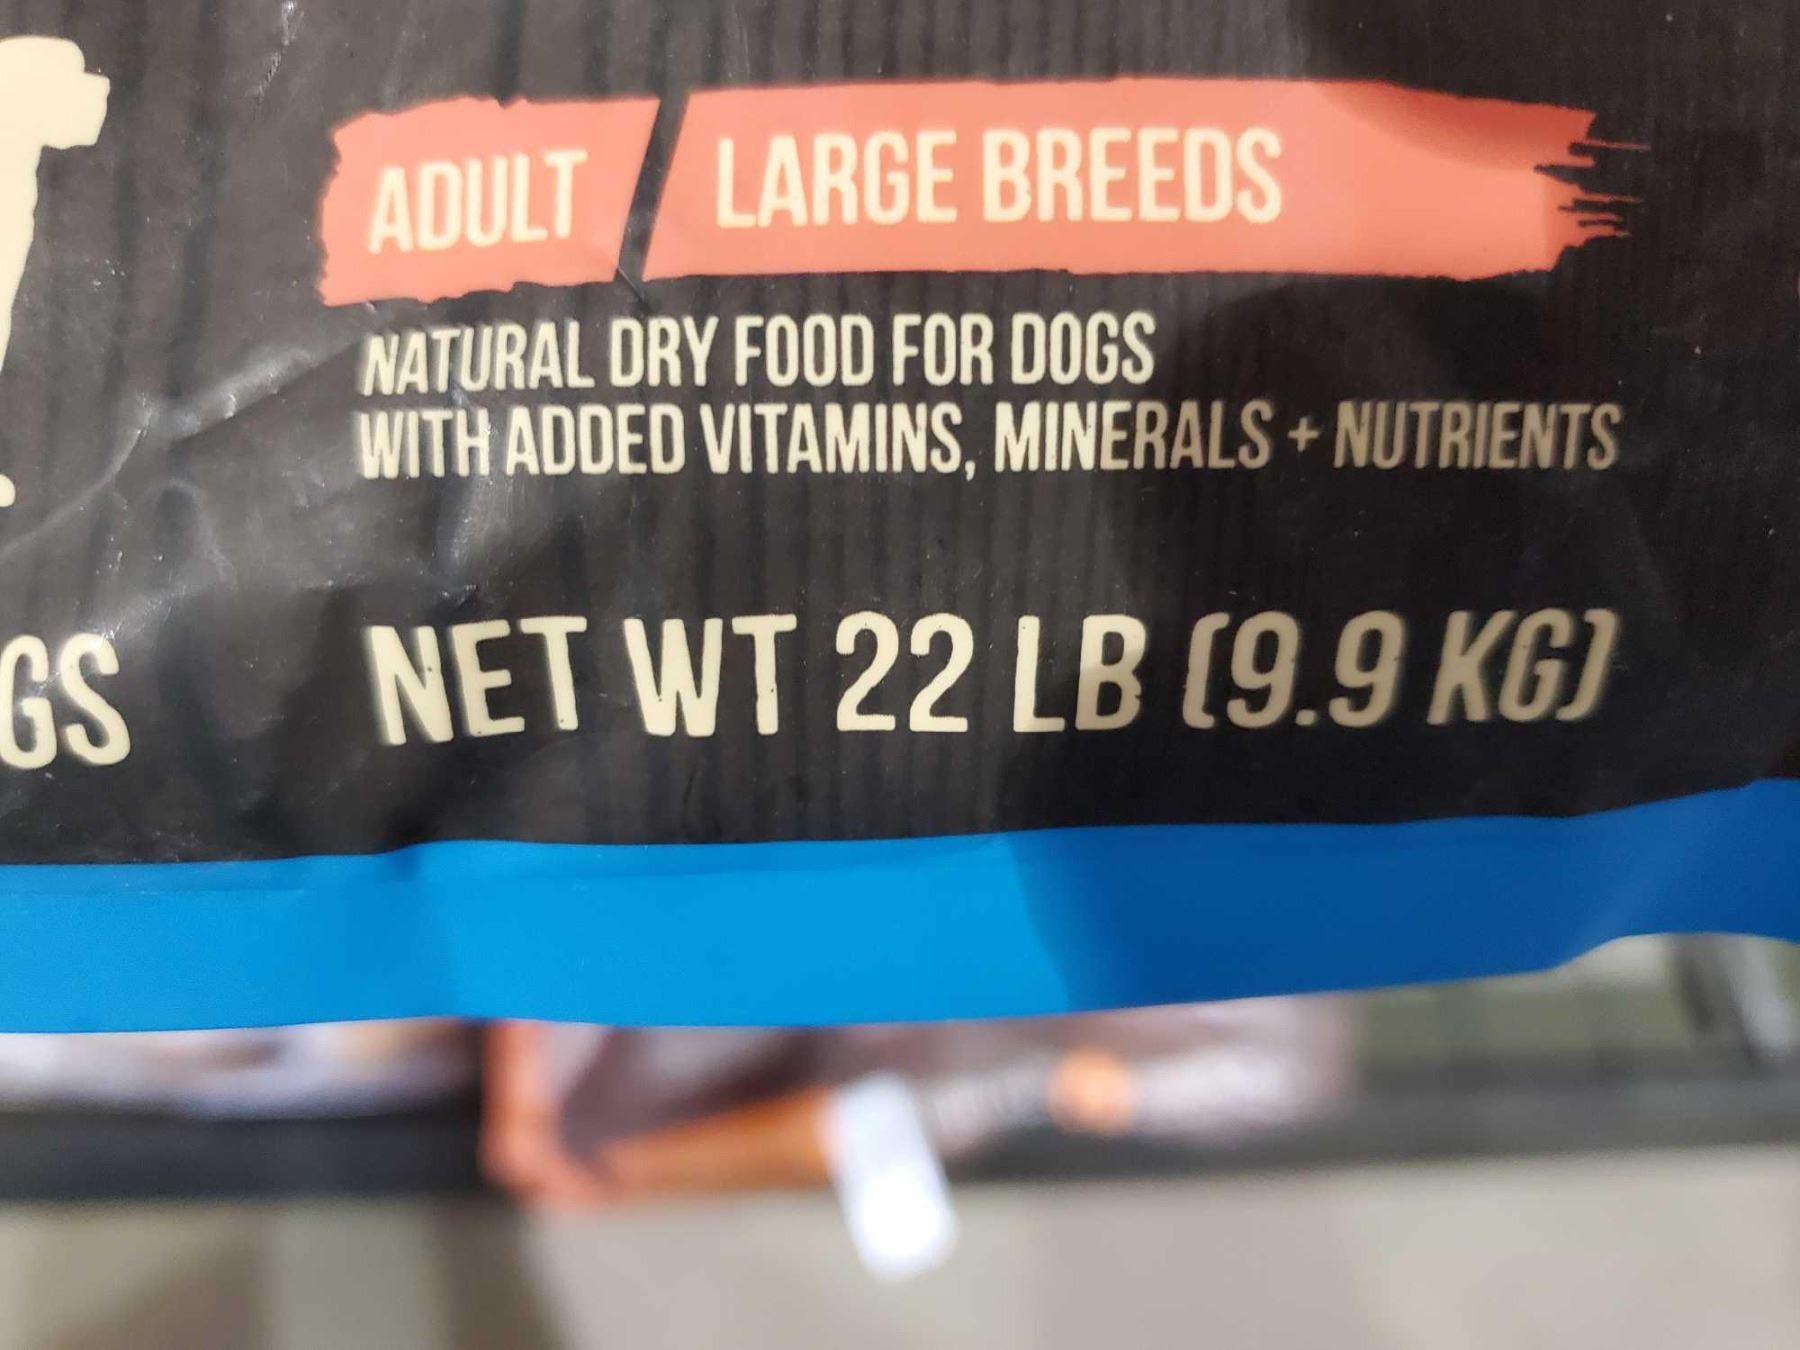 ADULT / LARGE BREEDS
NATURAL DRY FOOD FOR DOGS
WITH ADDED VITAMINS, MINERALS + NUTRIENTS
GS
NET WT 22 LB (9.9 KG)